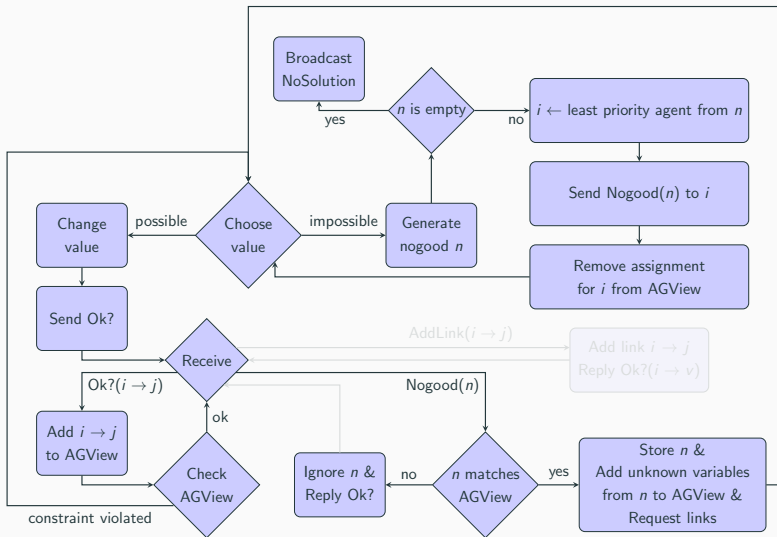 Broadcast
NoSolution
n is empty
yes
no
i ← least priority agent from n
Send Nogood(n) to i
Remove assignment
for i from AGView
Change
value
possible
Choose
value
impossible
Generate
nogood n
Send Ok?
Receive
AddLink(i → j)
Add link i → j
Reply Ok?(i → v)
Ok?(i → j)
Nogood(n)
ok
Add i → j
to AGView
Check
AGView
constraint violated
Ignore n &
Reply Ok?
no
n matches
AGView
yes
Store n &
Add unknown variables
from n to AGView &
Request links